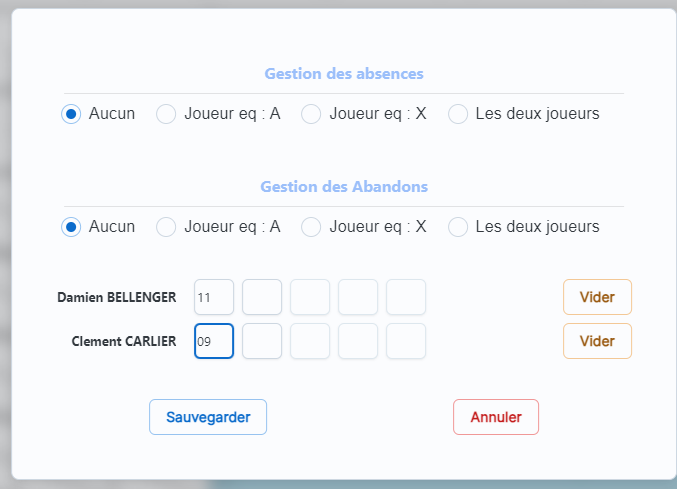 Gestion des absences
Aucun Joueur eq : A Joueur eq : X Les deux joueurs
Gestion des Abandons
Aucun Joueur eq : A Joueur eq : X Les deux joueurs
Damien BELLENGER 11 Vider
Clement CARLIER 09 Vider
Sauvegarder Annuler